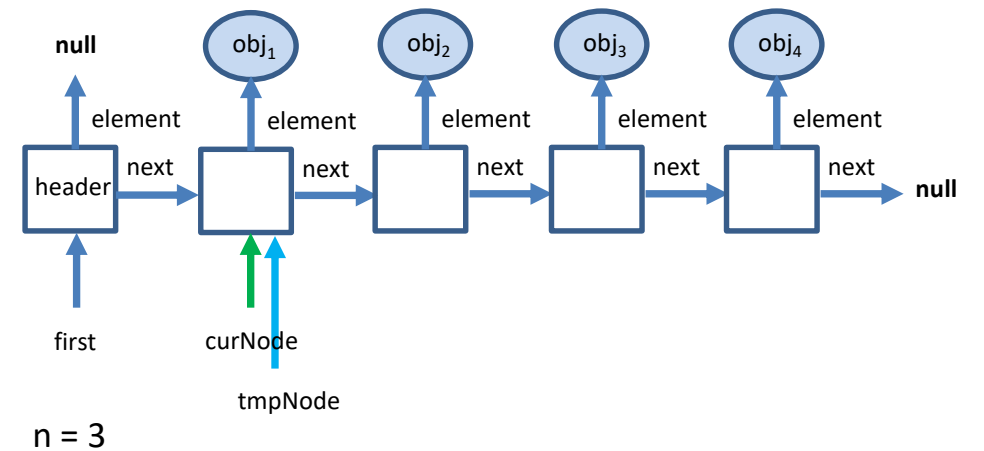 null
obj₁
obj₂
obj₃
obj₄
element
element
element
element
element
header
next
next
next
next
next
null
first
curNode
tmpNode
n = 3